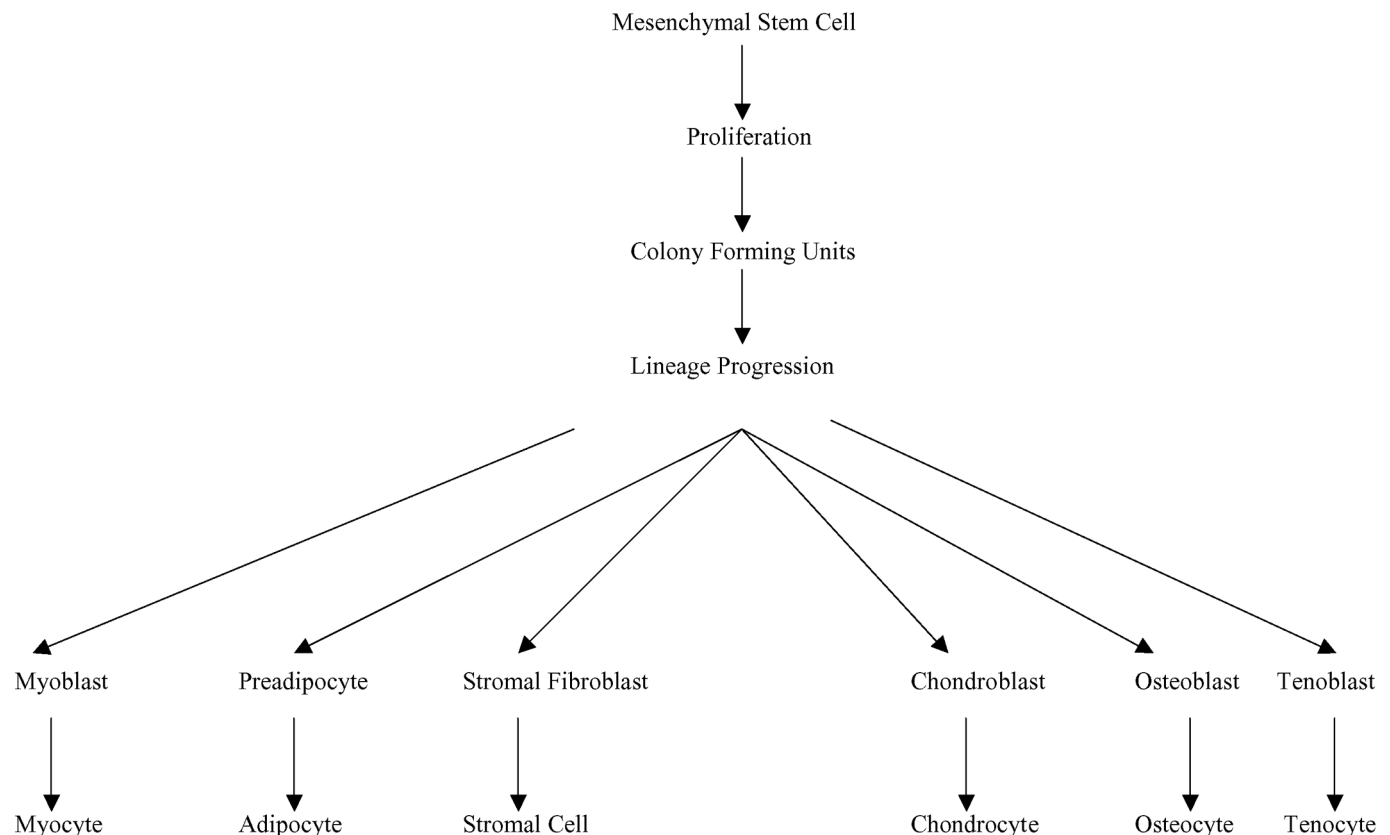 Mesenchymal Stem Cell
Proliferation
Colony Forming Units
Lineage Progression
Myoblast Preadipocyte Stromal Fibroblast Chondroblast Osteoblast Tenoblast
Myocyte Adipocyte Stromal Cell Chondrocyte Osteocyte Tenocyte